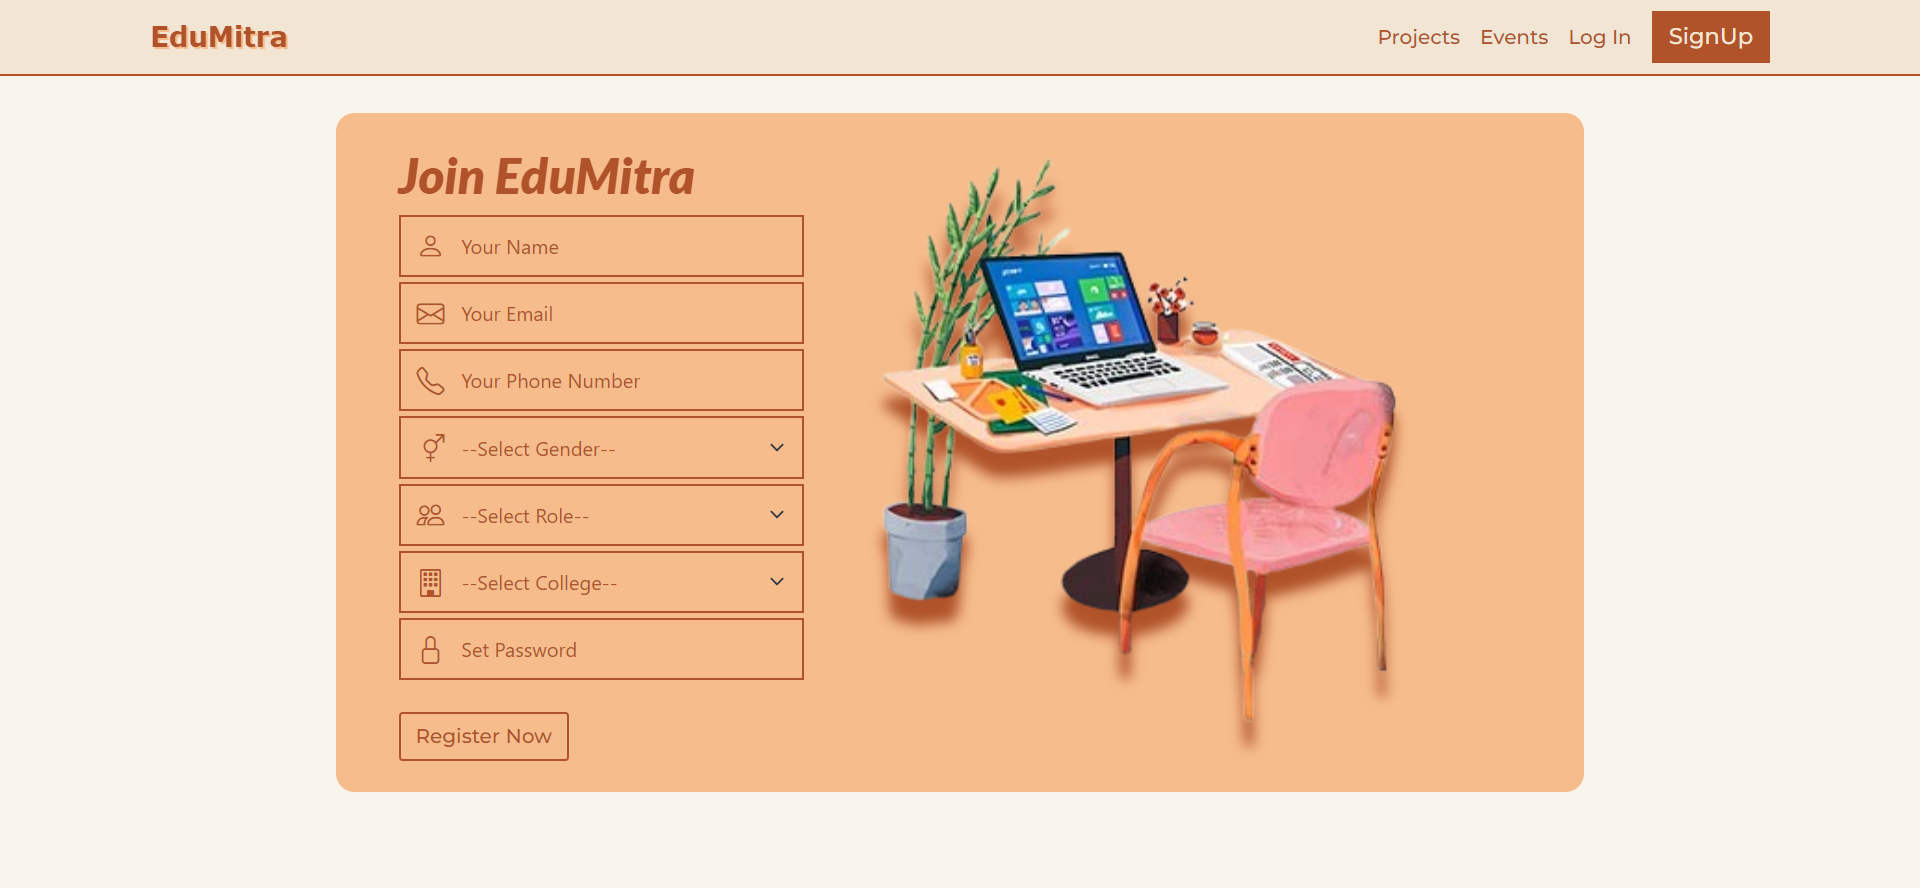 EduMitra
Projects Events Log In SignUp
Join EduMitra
Your Name
Your Email
Your Phone Number
--Select Gender--
--Select Role--
--Select College--
Set Password
Register Now